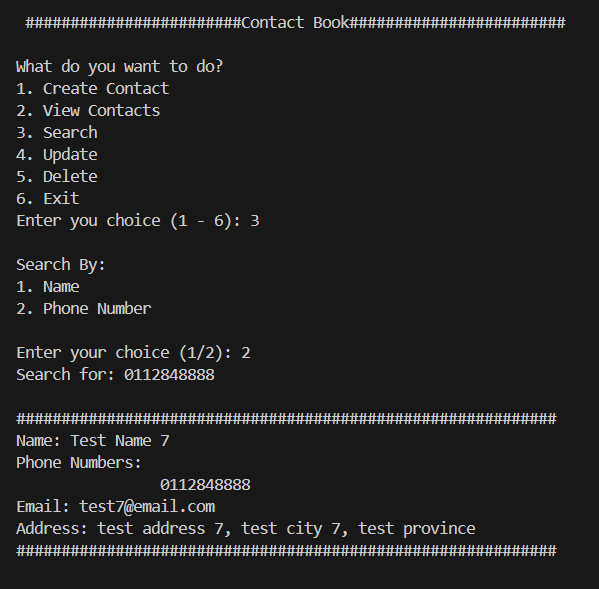 ########################Contact Book########################
What do you want to do?
1. Create Contact
2. View Contacts
3. Search
4. Update
5. Delete
6. Exit
Enter you choice (1 - 6): 3
Search By:
1. Name
2. Phone Number
Enter your choice (1/2): 2
Search for: 0112848888
############################################################
Name: Test Name 7
Phone Numbers:
0112848888
Email: test7@email.com
Address: test address 7, test city 7, test province
############################################################